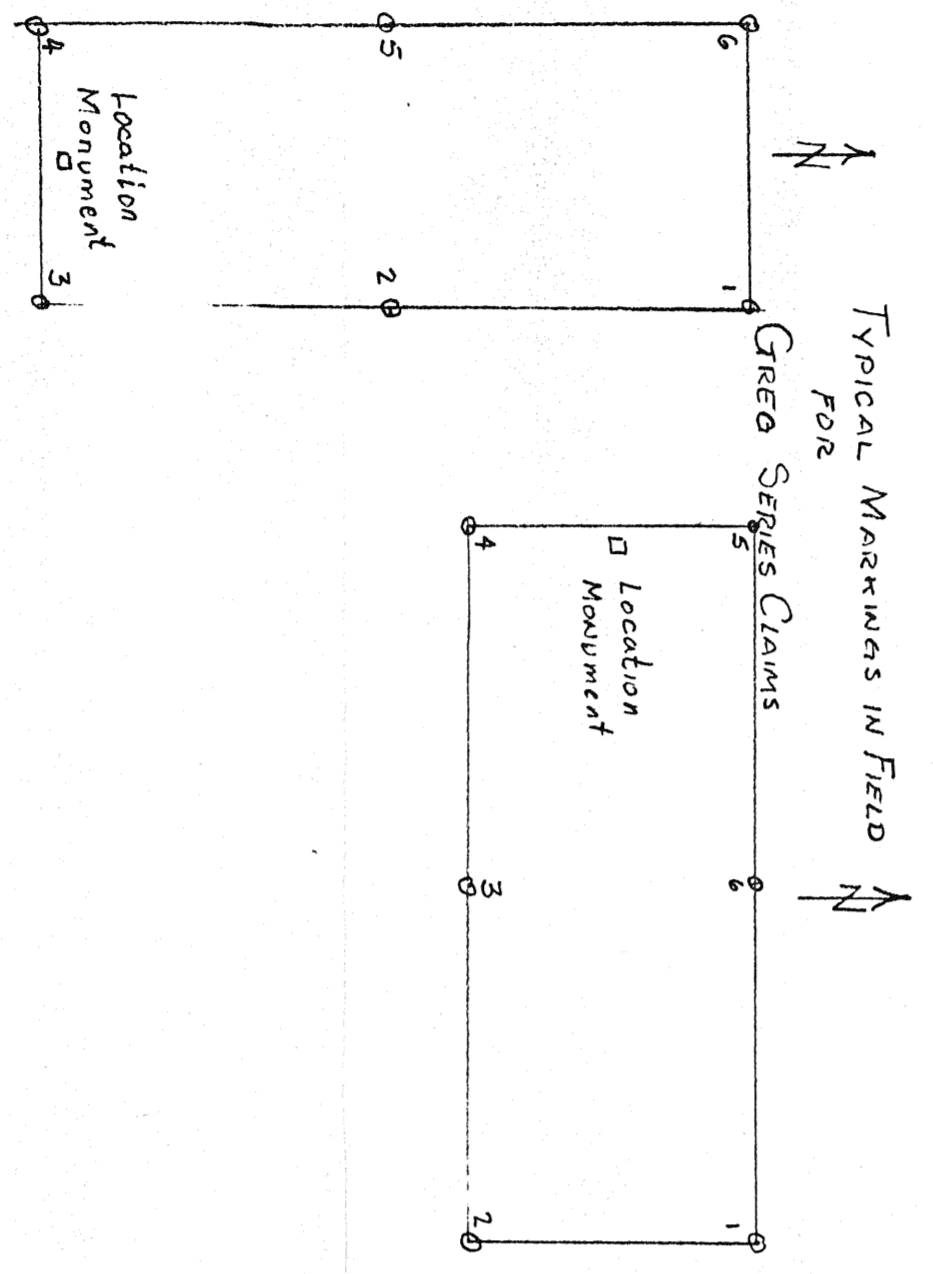 TYPICAL MARKINGS IN FIELD
FOR
GREG SERIES CLAIMS
N
N
6
1
5
2
Location
Monument
4
3
5
6
1
Location
Monument
4
3
2